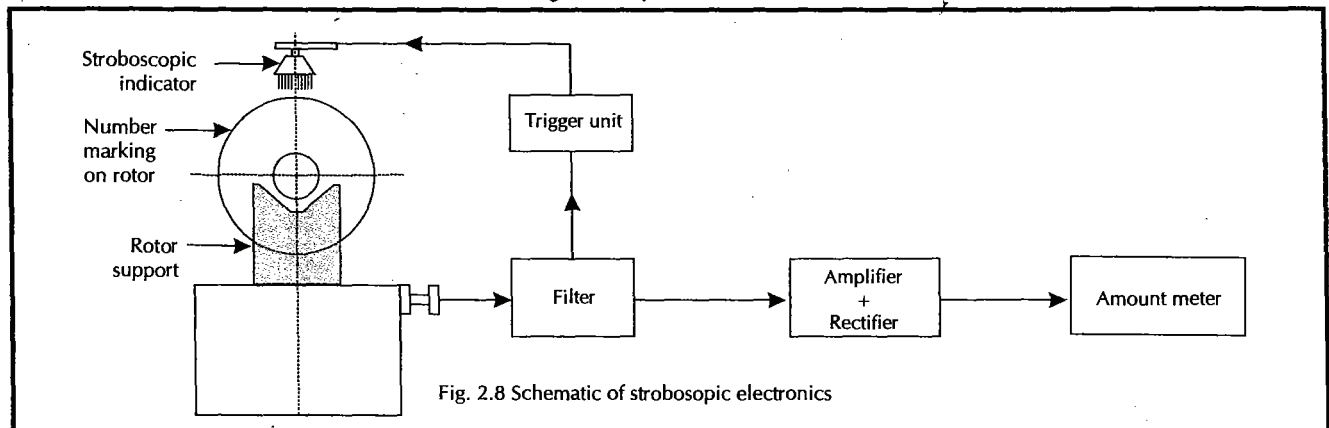 Stroboscopic
indicator
Number
marking
on rotor
Rotor
support
Trigger unit
Filter
Amplifier
+
Rectifier
Amount meter
Fig. 2.8 Schematic of strobosopic electronics